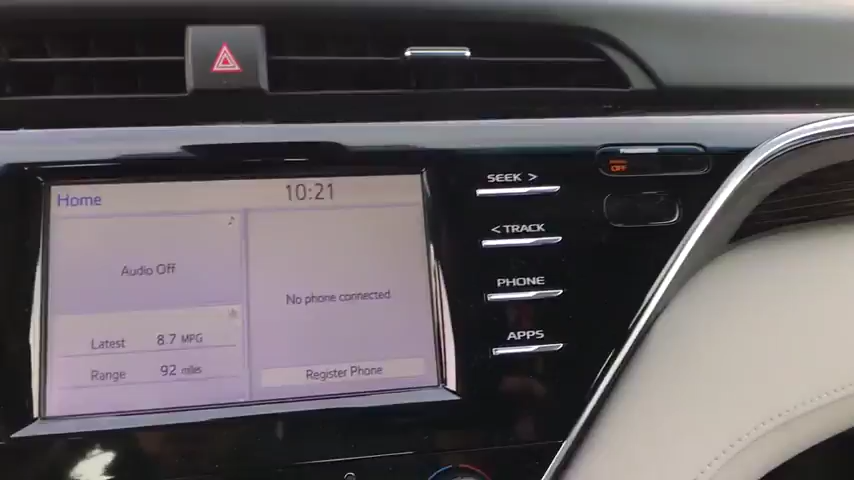 SEEK >
OFF
Home
10:21
< TRACK
Audio Off
PHONE
No phone connected
Latest 8.7 MPG
APPS
Range 92 miles
Register Phone